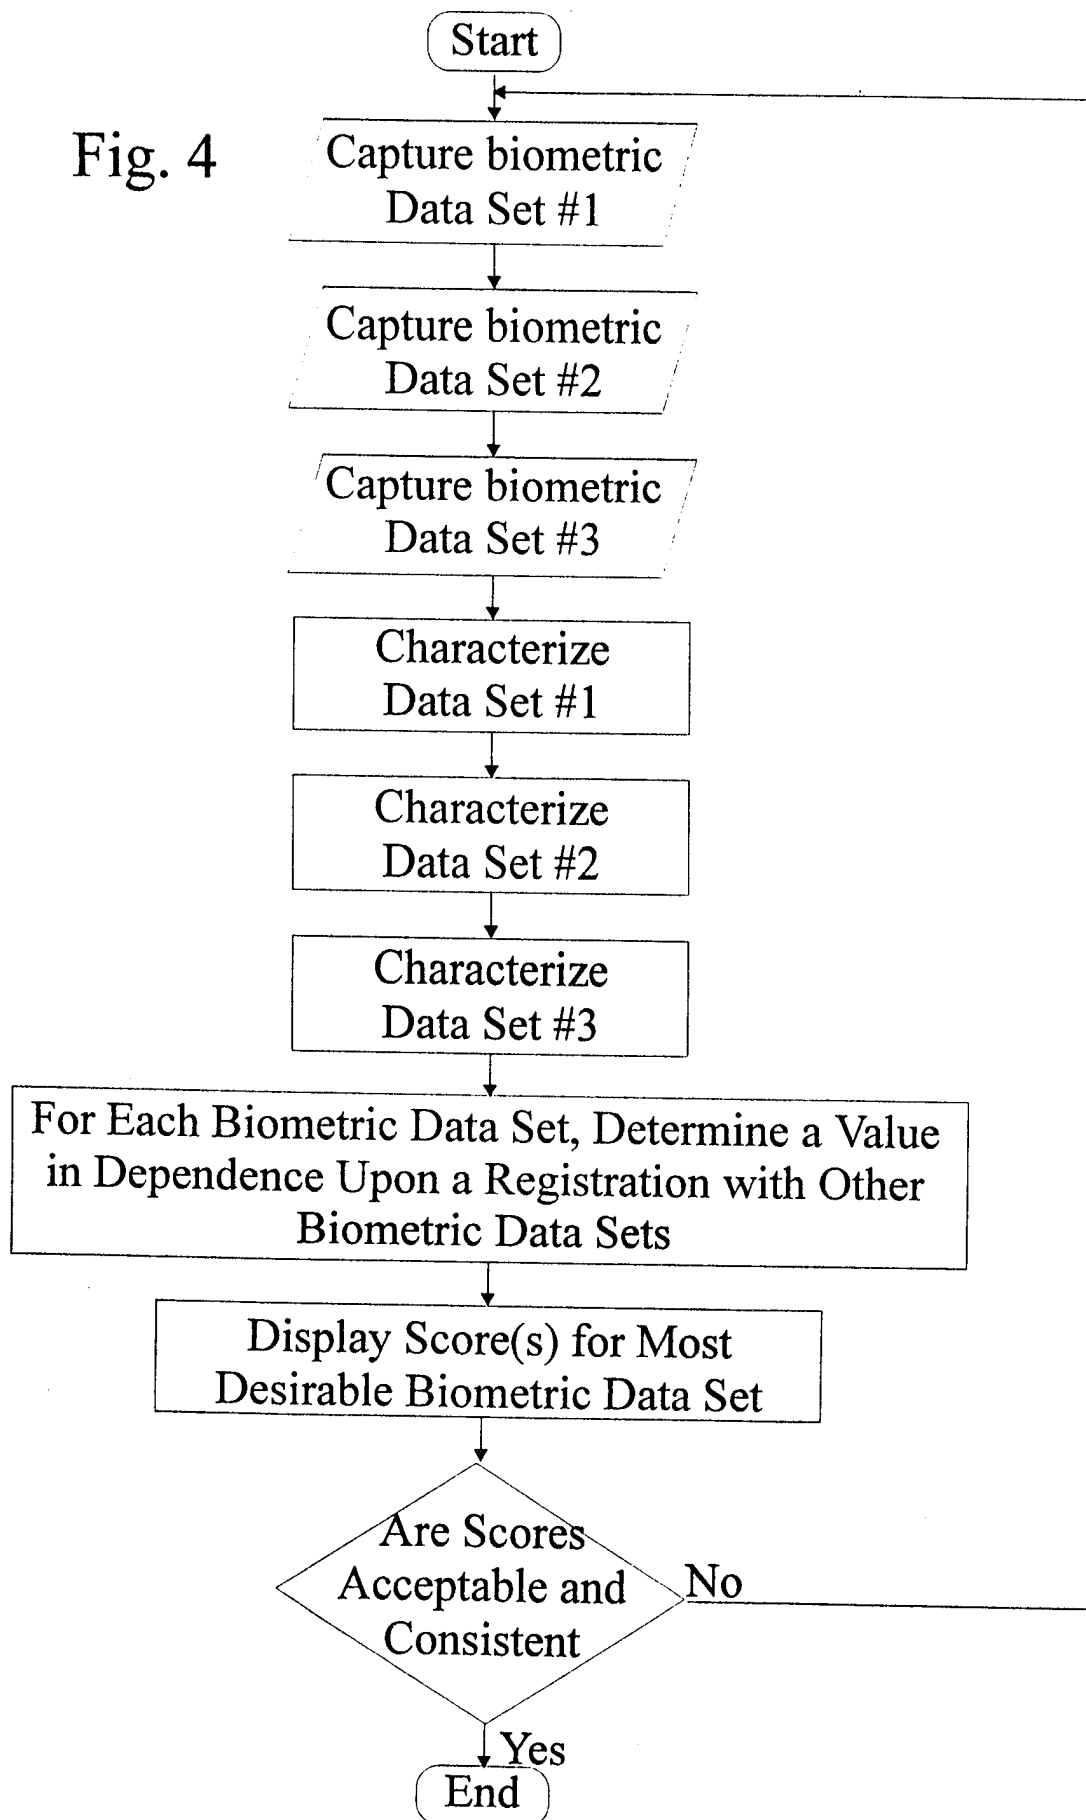 Start
Fig. 4
Capture biometric
Data Set #1
Capture biometric
Data Set #2
Capture biometric
Data Set #3
Characterize
Data Set #1
Characterize
Data Set #2
Characterize
Data Set #3
For Each Biometric Data Set, Determine a Value
in Dependence Upon a Registration with Other
Biometric Data Sets
Display Score(s) for Most
Desirable Biometric Data Set
Are Scores
Acceptable and
Consistent
No
Yes
End